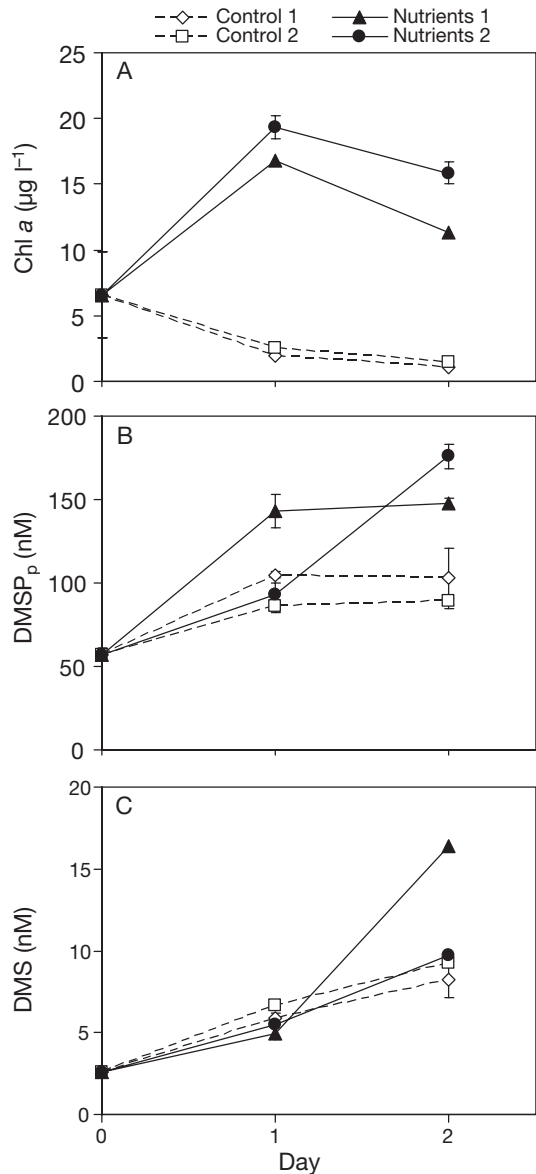 Control 1 Nutrients 1
Control 2 Nutrients 2
A
25
20
15
10
5
0
Chl a (µg l⁻¹)
B
200
150
100
50
0
DMSPₚ (nM)
C
20
15
10
5
0
DMS (nM)
0 1 2
Day